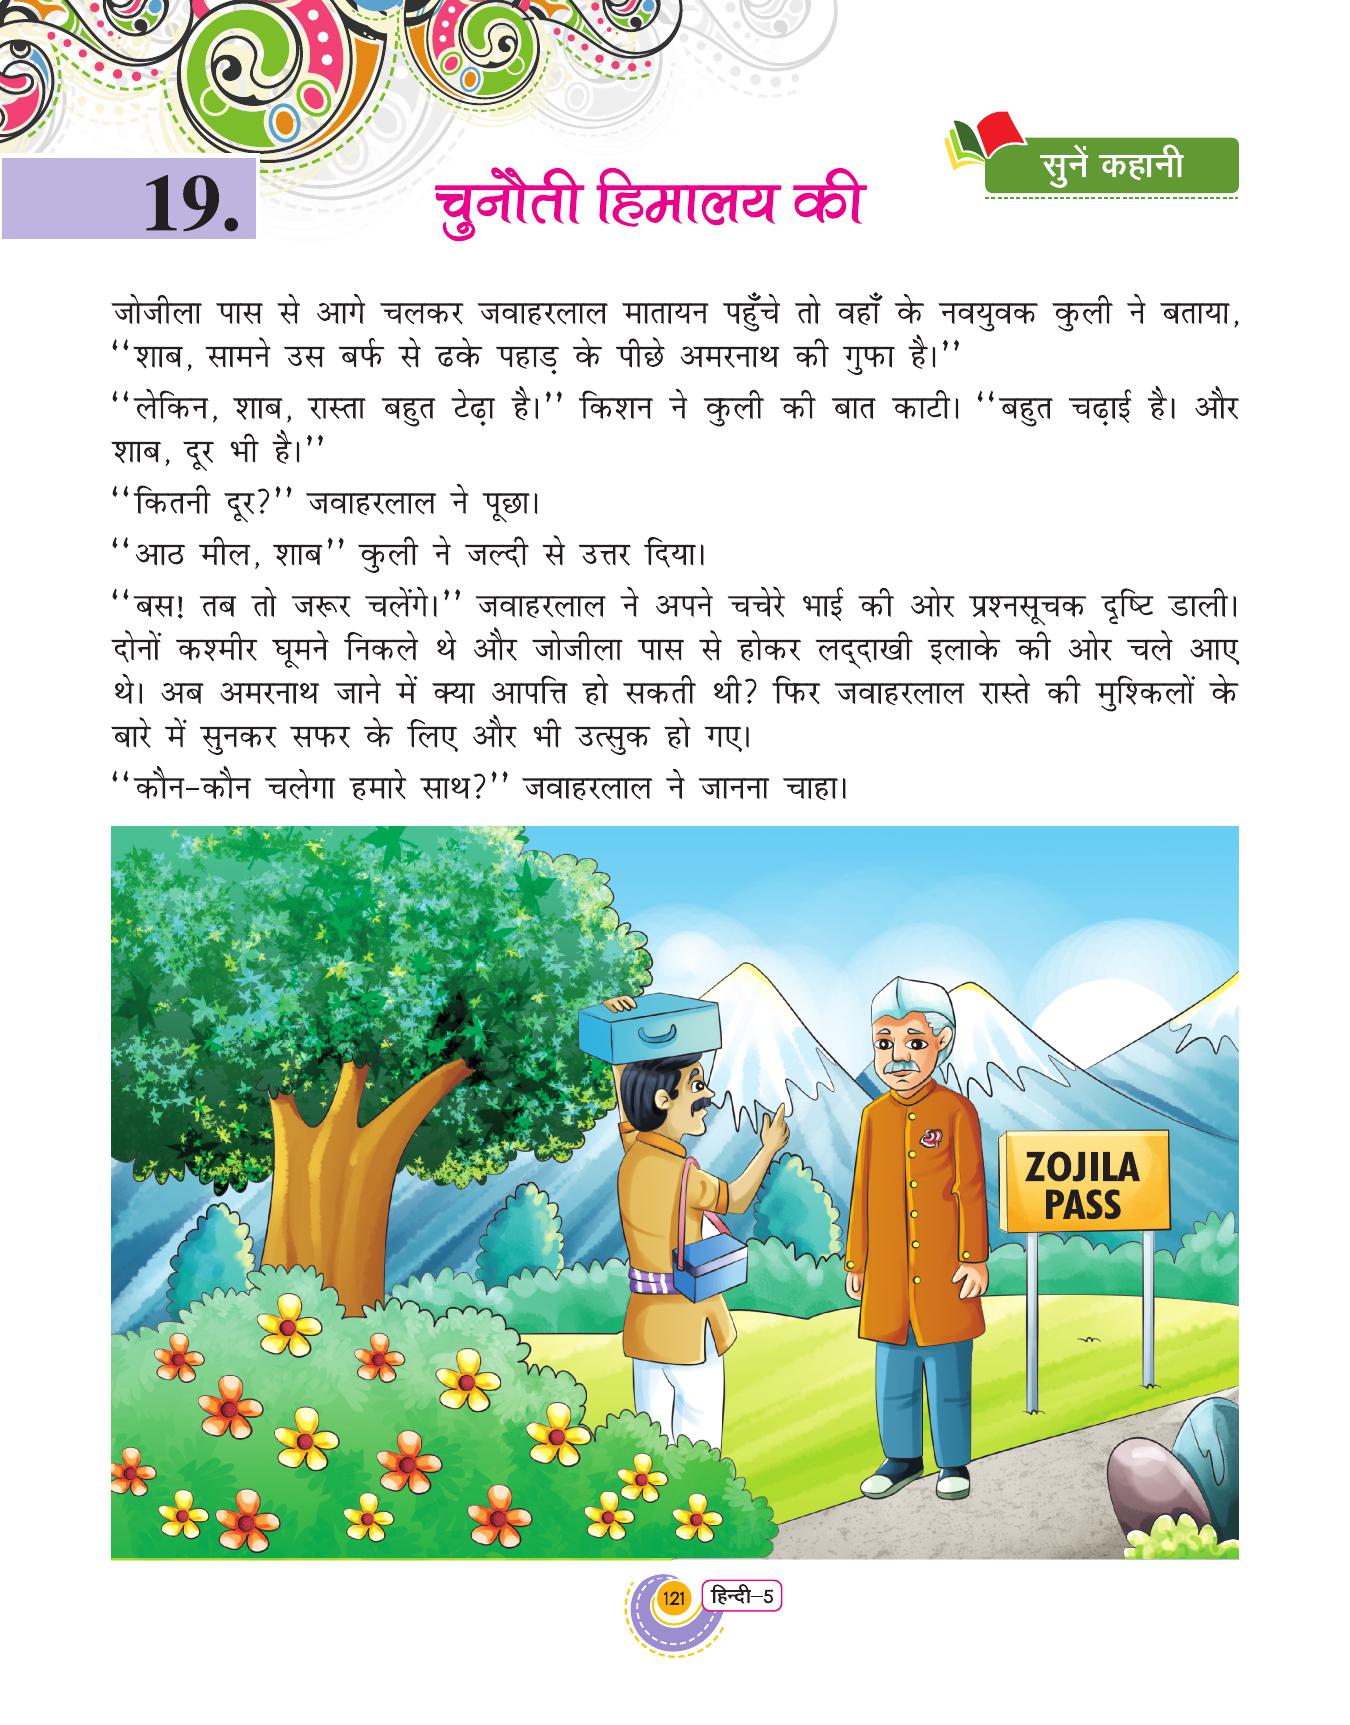 सुनें कहानी
19.
चुनौती हिमालय की
जोजीला पास से आगे चलकर जवाहरलाल मातायन पहुँचे तो वहाँ के नवयुवक कुली ने बताया,
‘‘शाब, सामने उस बर्फ से ढके पहाड़ के पीछे अमरनाथ की गुफा है।’’
‘‘लेकिन, शाब, रास्ता बहुत टेढ़ा है।’’ किशन ने कुली की बात काटी। ‘‘बहुत चढ़ाई है। और
शाब, दूर भी है।’’
‘‘कितनी दूर?’’ जवाहरलाल ने पूछा।
‘‘आठ मील, शाब’’ कुली ने जल्दी से उत्तर दिया।
‘‘बस! तब तो जरूर चलेंगे।’’ जवाहरलाल ने अपने चचेरे भाई की ओर प्रश्नसूचक दृष्टि डाली।
दोनों कश्मीर घूमने निकले थे और जोजीला पास से होकर लद्‌दाखी इलाके की ओर चले आए
थे। अब अमरनाथ जाने में क्या आपत्ति हो सकती थी? फिर जवाहरलाल रास्ते की मुश्किलों के
बारे में सुनकर सफर के लिए और भी उत्सुक हो गए।
‘‘कौन–कौन चलेगा हमारे साथ?’’ जवाहरलाल ने जानना चाहा।
ZOJILA
PASS
121
हिन्दी–5